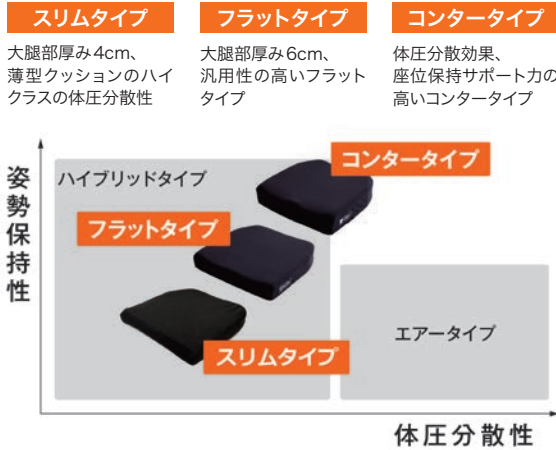 スリムタイプ
大腿部厚み4cm、
薄型クッションのハイ
クラスの体圧分散性
フラットタイプ
大腿部厚み6cm、
汎用性の高いフラット
タイプ
コンタータイプ
体圧分散効果、
座位保持サポート力の
高いコンタータイプ
姿勢保持性
ハイブリッドタイプ
コンタータイプ
フラットタイプ
スリムタイプ
エアータイプ
体圧分散性